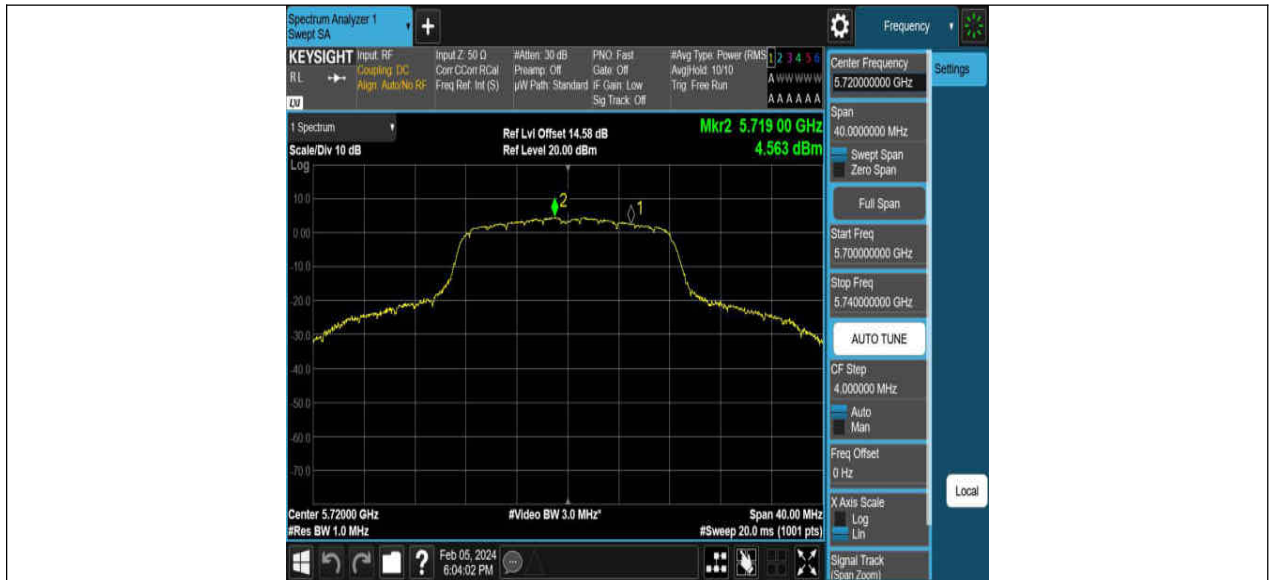 Spectrum Analyzer 1
Swept SA
+
Frequency
KEYSIGHT
RL
LXI
Input: RF
Coupling: DC
Align: Auto/No RF
Input Z: 50 Ω
Corr CCorr RCal
Freq Ref: Int (S)
#Atten: 30 dB
Preamp: Off
µW Path: Standard
PNO: Fast
Gate: Off
IF Gain: Low
Sig Track: Off
#Avg Type: Power (RMS
Avg|Hold: 10/10
Trig: Free Run
1 2 3 4 5 6
A W W W W W
A A A A A A
1 Spectrum
Scale/Div 10 dB
Log
Ref Lvl Offset 14.58 dB
Ref Level 20.00 dBm
Mkr2 5.719 00 GHz
4.563 dBm
10.0
0.00
-10.0
-20.0
-30.0
-40.0
-50.0
-60.0
-70.0
2
1
Center 5.72000 GHz
#Res BW 1.0 MHz
#Video BW 3.0 MHz*
Span 40.00 MHz
#Sweep 20.0 ms (1001 pts)
?
Feb 05, 2024
6:04:02 PM
Center Frequency
5.720000000 GHz
Settings
Span
40.0000000 MHz
Swept Span
Zero Span
Full Span
Start Freq
5.700000000 GHz
Stop Freq
5.740000000 GHz
AUTO TUNE
CF Step
4.000000 MHz
Auto
Man
Freq Offset
0 Hz
X Axis Scale
Log
Lin
Signal Track
(Span Zoom)
Local